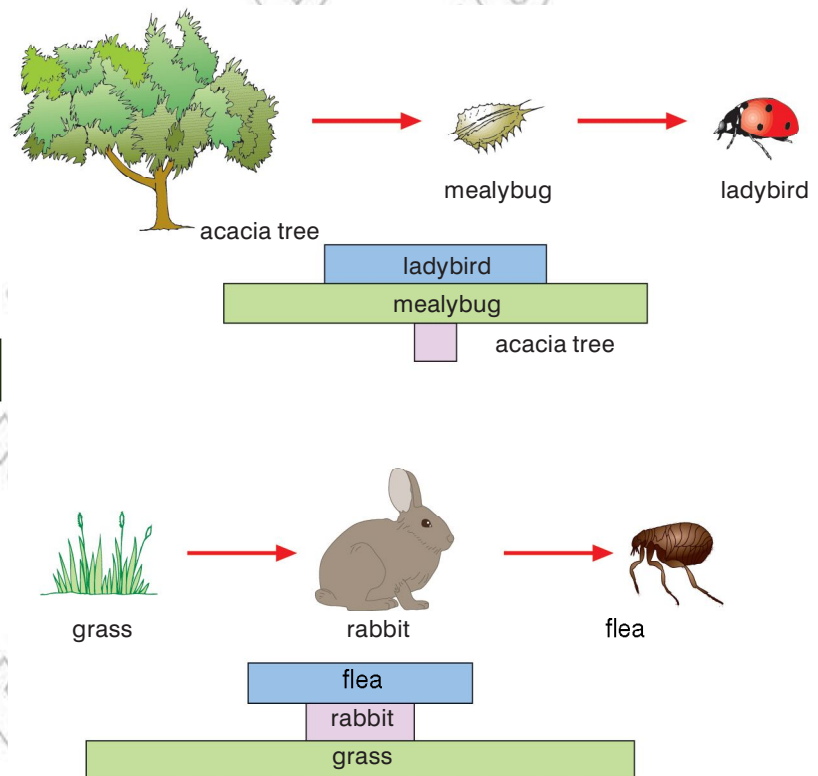 mealybug
ladybird
acacia tree
ladybird
mealybug
acacia tree
grass
rabbit
flea
flea
rabbit
grass